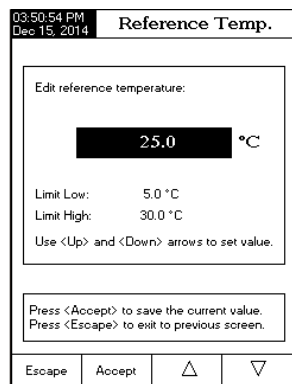 03:50:54 PM
Dec 15, 2014
Reference Temp.
Edit reference temperature:
25.0 °C
Limit Low: 5.0 °C
Limit High: 30.0 °C
Use <Up> and <Down> arrows to set value.
Press <Accept> to save the current value.
Press <Escape> to exit to previous screen.
Escape Accept △ ▽